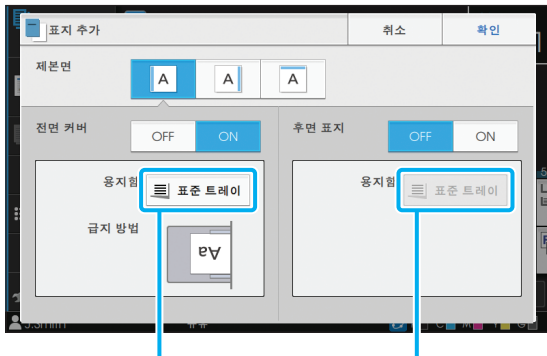 표지 추가
취소
확인
제본면
A
A
A
전면 커버
OFF
ON
후면 표지
OFF
ON
용지함
표준 트레이
용지함
표준 트레이
급지 방법
Aa